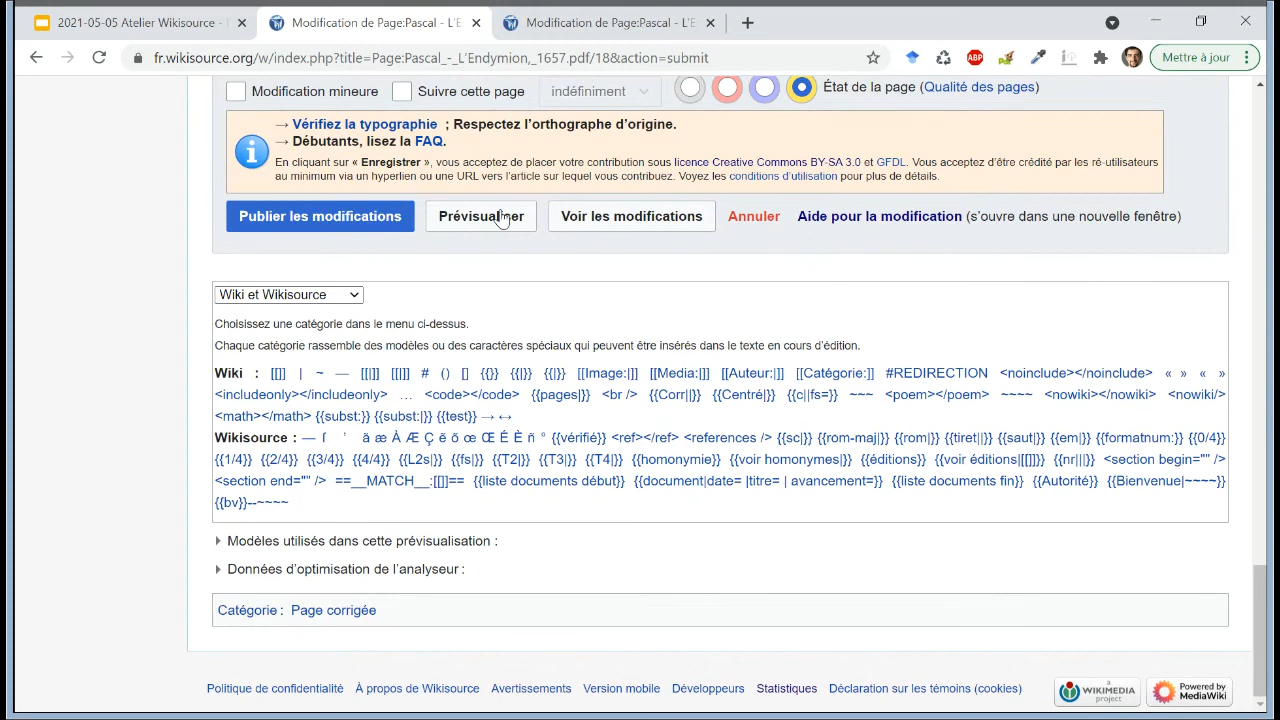 2021-05-05 Atelier Wikisource -
Modification de Page:Pascal - L'E
Modification de Page:Pascal - L'E
fr.wikisource.org/w/index.php?title=Page:Pascal_-_L'Endymion,_1657.pdf/18&action=submit
ABP
Mettre à jour
Modification mineure
Suivre cette page
indéfiniment
État de la page (Qualité des pages)
→ Vérifiez la typographie ; Respectez l'orthographe d'origine.
→ Débutants, lisez la FAQ.
En cliquant sur « Enregistrer », vous acceptez de placer votre contribution sous licence Creative Commons BY-SA 3.0 et GFDL. Vous acceptez d'être crédité par les ré-utilisateurs
au minimum via un hyperlien ou une URL vers l'article sur lequel vous contribuez. Voyez les conditions d'utilisation pour plus de détails.
Publier les modifications
Prévisualiser
Voir les modifications
Annuler
Aide pour la modification (s'ouvre dans une nouvelle fenêtre)
Wiki et Wikisource
Choisissez une catégorie dans le menu ci-dessus.
Chaque catégorie rassemble des modèles ou des caractères spéciaux qui peuvent être insérés dans le texte en cours d'édition.
Wiki : [[]] | ~ — [[|]] [[|]] # () [] {{}} {{|}} {{|}} [[Image:|]] [[Media:|]] [[Auteur:|]] [[Catégorie:]] #REDIRECTION <noinclude></noinclude> « » « »
<includeonly></includeonly> … <code></code> {{pages|}} <br /> {{Corr||}} {{Centré|}} {{c||fs=}} ~~~ <poem></poem> ~~~~ <nowiki></nowiki> <nowiki/>
<math></math> {{subst:}} {{subst:|}} {{test}} → ↔
Wikisource : — ſ ʼ ã æ À Æ Ç ẽ õ œ Œ É È ñ ° {{vérifié}} <ref></ref> <references /> {{sc|}} {{rom-maj|}} {{rom|}} {{tiret||}} {{saut|}} {{em|}} {{formatnum:}} {{0/4}}
{{1/4}} {{2/4}} {{3/4}} {{4/4}} {{L2s|}} {{fs|}} {{T2|}} {{T3|}} {{T4|}} {{homonymie}} {{voir homonymes|}} {{éditions}} {{voir éditions|[[]]}} {{nr|||}} <section begin="" />
<section end="" /> ==__MATCH__:[[]]== {{liste documents début}} {{document|date= |titre= | avancement=}} {{liste documents fin}} {{Autorité}} {{Bienvenue|~~~~}}
{{bv}}--~~~~
Modèles utilisés dans cette prévisualisation :
Données d'optimisation de l'analyseur :
Catégorie : Page corrigée
Politique de confidentialité
À propos de Wikisource
Avertissements
Version mobile
Développeurs
Statistiques
Déclaration sur les témoins (cookies)
a
WIKIMEDIA
project
Powered by
MediaWiki